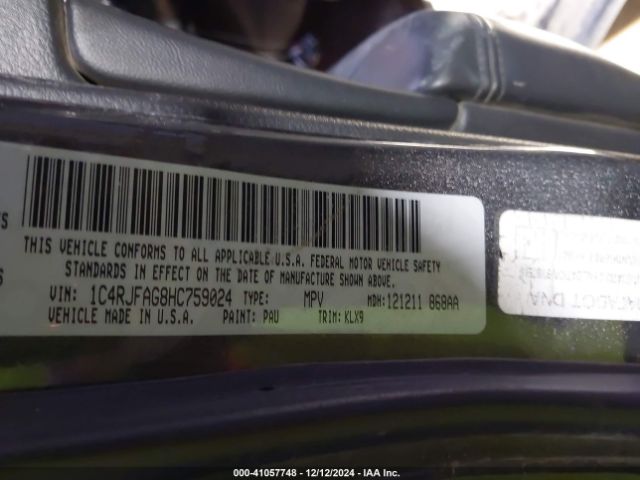 THIS VEHICLE CONFORMS TO ALL APPLICABLE U.S.A. FEDERAL MOTOR VEHICLE SAFETY
STANDARDS IN EFFECT ON THE DATE OF MANUFACTURE SHOWN ABOVE.
VIN: 1C4RJFAG8HC759024 TYPE: MPV MDH: 121211 868AA
VEHICLE MADE IN U.S.A. PAINT: PAU TRIM: KLX9
000-41057748 - 12/12/2024 - IAA Inc.